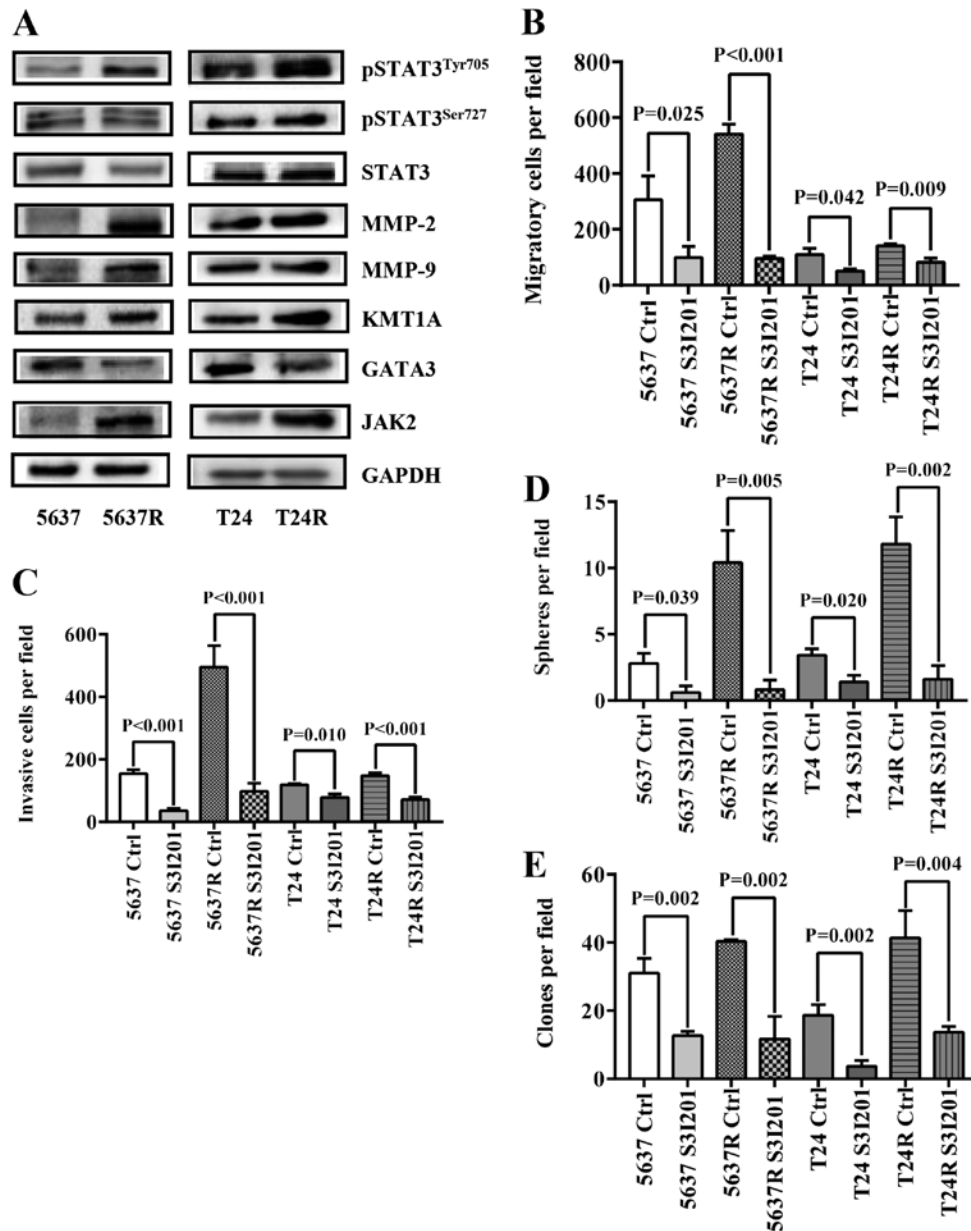 A
pSTAT3Tyr705
pSTAT3Ser727
STAT3
MMP-2
MMP-9
KMT1A
GATA3
JAK2
GAPDH
5637 5637R T24 T24R
B
Migratory cells per field
800
600
400
200
0
P=0.025
P<0.001
P=0.042
P=0.009
5637 Ctrl
5637 S3I201
5637R Ctrl
5637R S3I201
T24 Ctrl
T24 S3I201
T24R Ctrl
T24R S3I201
C
Invasive cells per field
600
400
200
0
P<0.001
P<0.001
P=0.010
P<0.001
5637 Ctrl
5637 S3I201
5637R Ctrl
5637R S3I201
T24 Ctrl
T24 S3I201
T24R Ctrl
T24R S3I201
D
Spheres per field
15
10
5
0
P=0.039
P=0.005
P=0.020
P=0.002
5637 Ctrl
5637 S3I201
5637R Ctrl
5637R S3I201
T24 Ctrl
T24 S3I201
T24R Ctrl
T24R S3I201
E
Clones per field
60
40
20
0
P=0.002
P=0.002
P=0.002
P=0.004
5637 Ctrl
5637 S3I201
5637R Ctrl
5637R S3I201
T24 Ctrl
T24 S3I201
T24R Ctrl
T24R S3I201